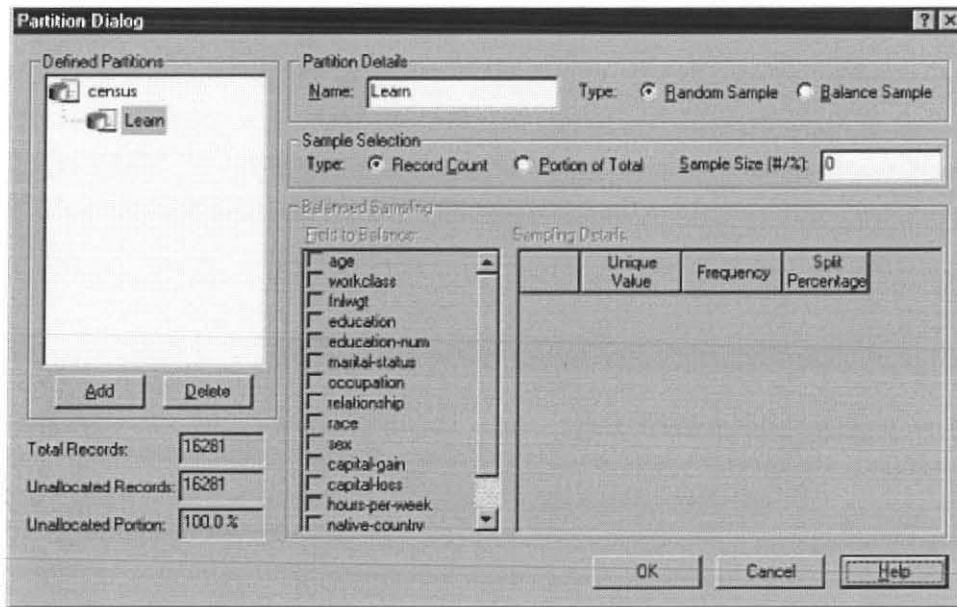 Partition Dialog
Defined Partitions
census
Learn
Add Delete
Total Records: 16281
Unallocated Records: 16281
Unallocated Portion: 100.0 %
Partition Details
Name: Learn Type: Random Sample Balance Sample
Sample Selection
Type: Record Count Portion of Total Sample Size (#/%): 0
Balanced Sampling
Field to Balance:
age
workclass
fnlwgt
education
education-num
marital-status
occupation
relationship
race
sex
capital-gain
capital-loss
hours-per-week
native-country
Sampling Details
Unique Value Frequency Split Percentage
OK Cancel Help